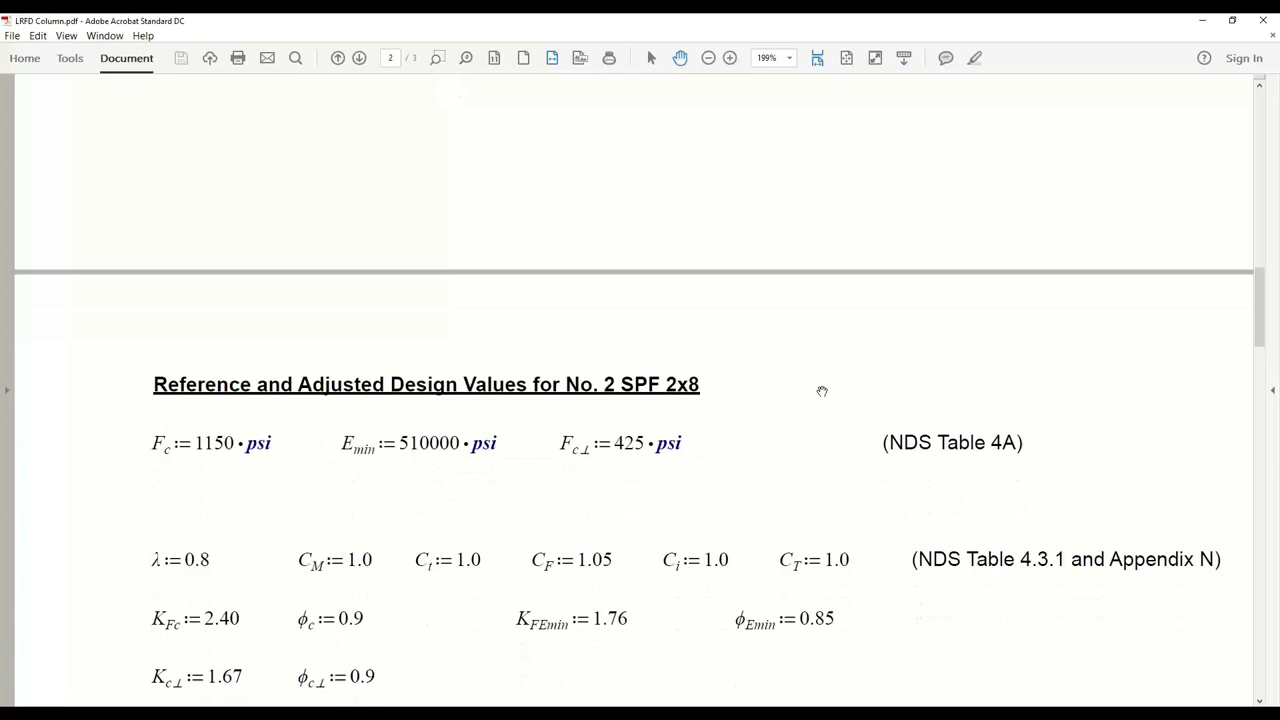 LRFD Column.pdf - Adobe Acrobat Standard DC
File Edit View Window Help
Home Tools Document 2 / 3 199% Sign In
Reference and Adjusted Design Values for No. 2 SPF 2x8
F_c := 1150 • psi E_min := 510000 • psi F_c⊥ := 425 • psi (NDS Table 4A)
λ := 0.8 C_M := 1.0 C_t := 1.0 C_F := 1.05 C_i := 1.0 C_T := 1.0 (NDS Table 4.3.1 and Appendix N)
K_Fc := 2.40 ϕ_c := 0.9 K_FEmin := 1.76 ϕ_Emin := 0.85
K_c⊥ := 1.67 ϕ_c⊥ := 0.9